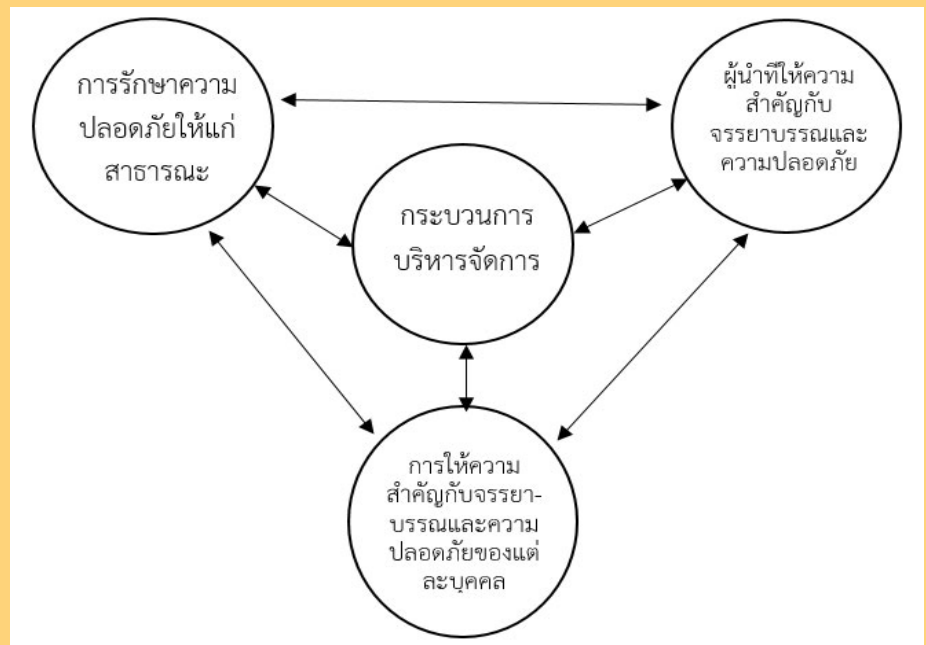 การรักษาความ
ปลอดภัยให้แก่
สาธารณะ
ผู้นำที่ให้ความ
สำคัญกับ
จรรยาบรรณและ
ความปลอดภัย
กระบวนการ
บริหารจัดการ
การให้ความ
สำคัญกับจรรยา-
บรรณและความ
ปลอดภัยของแต่
ละบุคคล